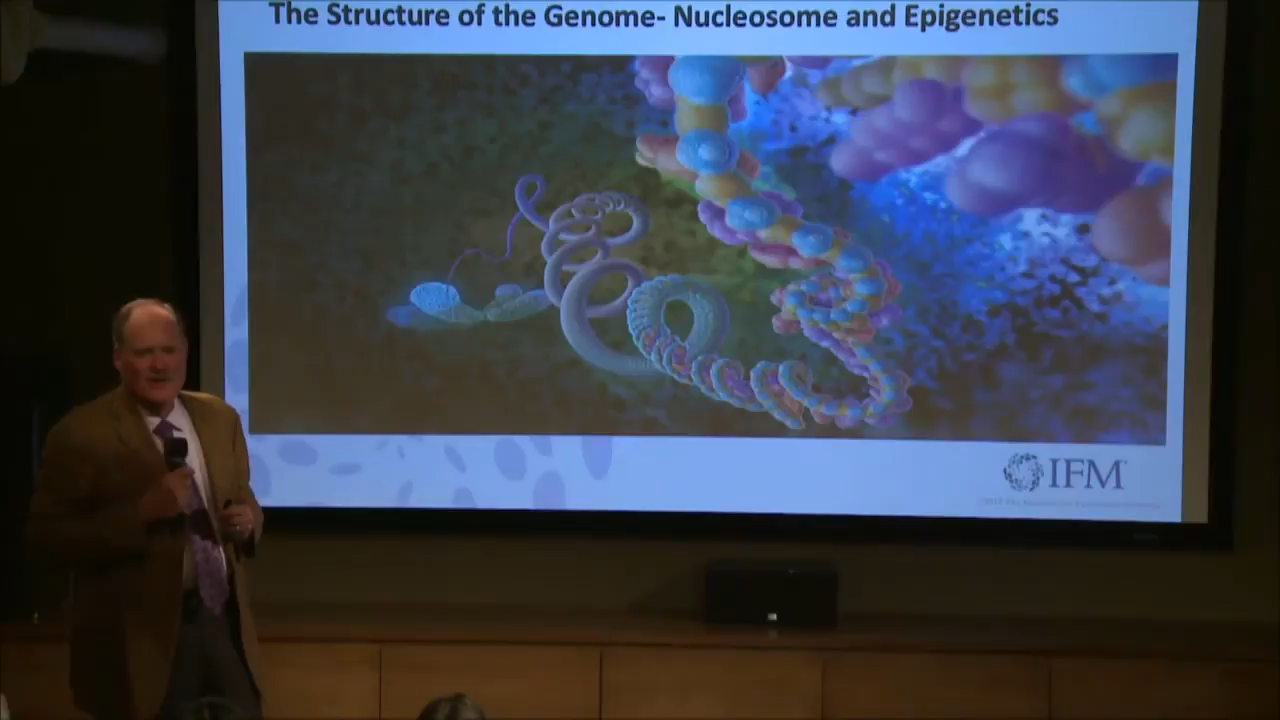 The Structure of the Genome- Nucleosome and Epigenetics
IFM